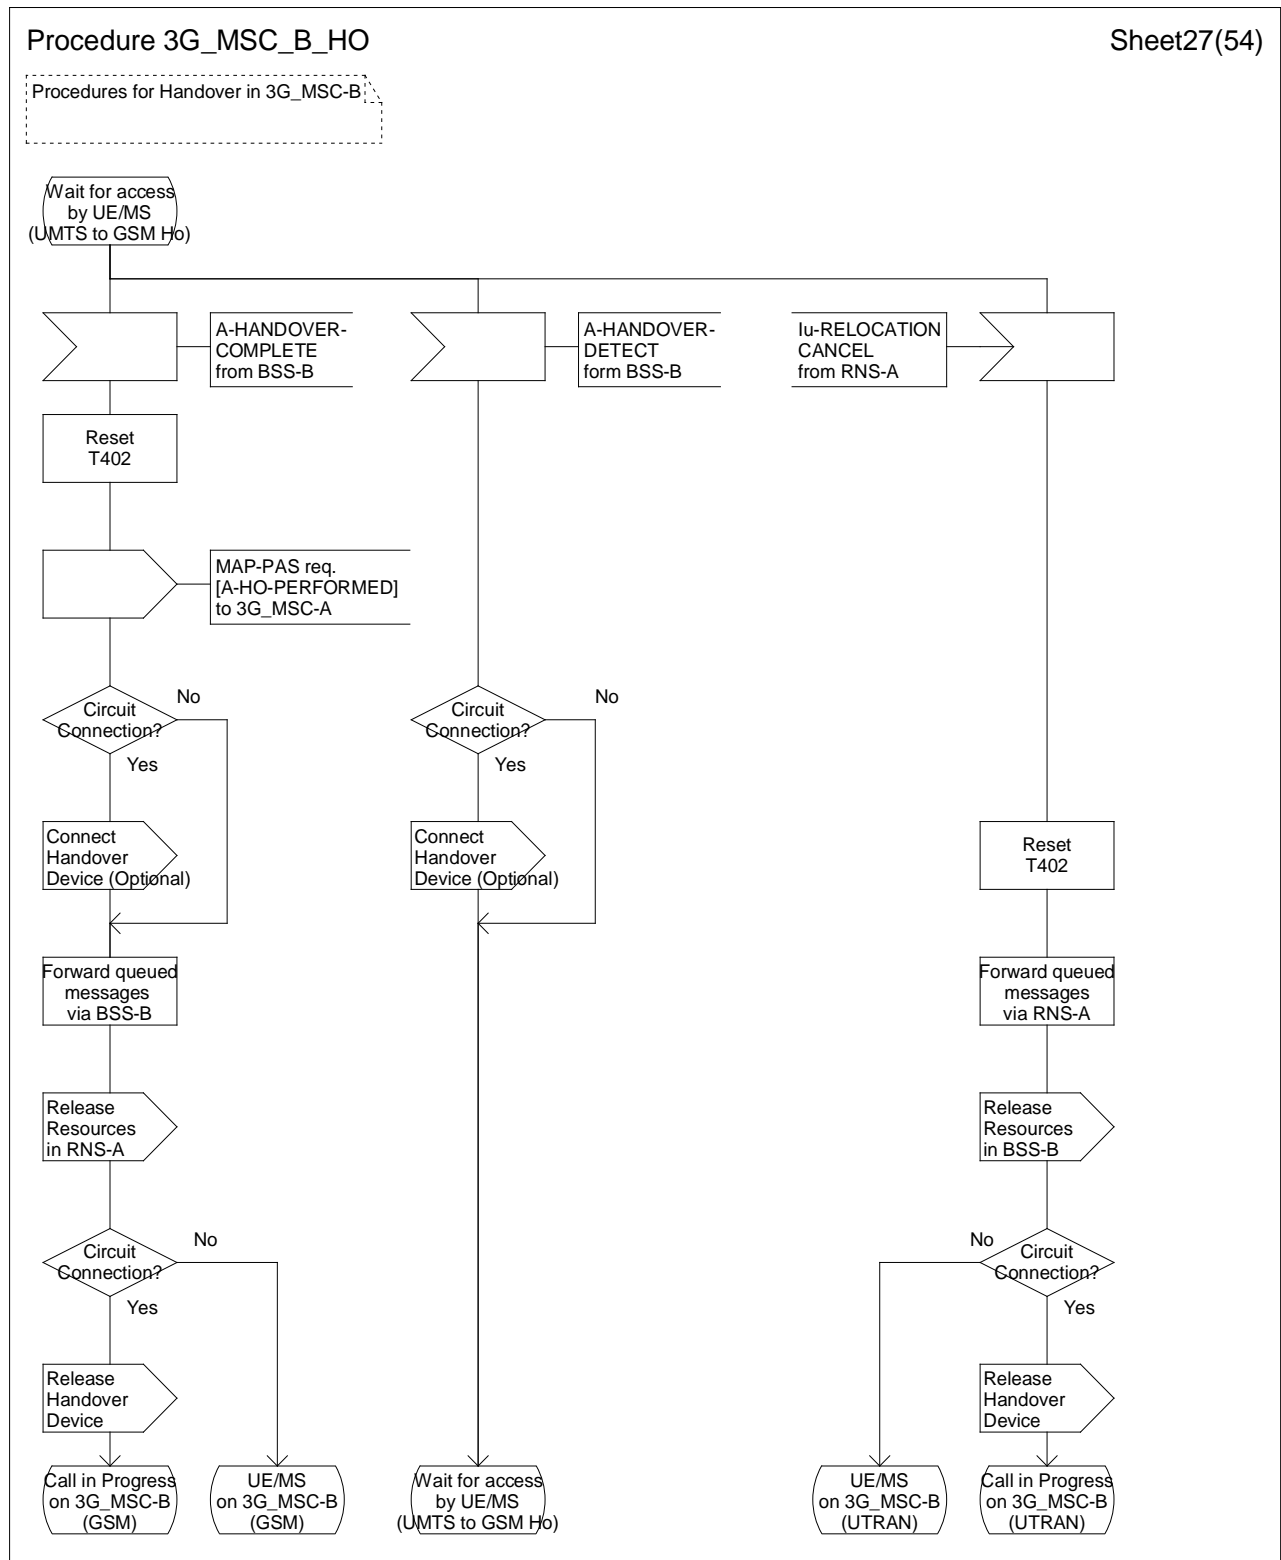 Procedure 3G_MSC_B_HO
Sheet27(54)
Procedures for Handover in 3G_MSC-B
Wait for access
by UE/MS
(UMTS to GSM Ho)
A-HANDOVER-
COMPLETE
from BSS-B
A-HANDOVER-
DETECT
form BSS-B
Iu-RELOCATION
CANCEL
from RNS-A
Reset
T402
MAP-PAS req.
[A-HO-PERFORMED]
to 3G_MSC-A
Circuit
Connection?
No
Yes
Circuit
Connection?
No
Yes
Connect
Handover
Device (Optional)
Connect
Handover
Device (Optional)
Reset
T402
Forward queued
messages
via BSS-B
Forward queued
messages
via RNS-A
Release
Resources
in RNS-A
Release
Resources
in BSS-B
Circuit
Connection?
No
Yes
No
Circuit
Connection?
Yes
Release
Handover
Device
Release
Handover
Device
Call in Progress
on 3G_MSC-B
(GSM)
UE/MS
on 3G_MSC-B
(GSM)
Wait for access
by UE/MS
(UMTS to GSM Ho)
UE/MS
on 3G_MSC-B
(UTRAN)
Call in Progress
on 3G_MSC-B
(UTRAN)